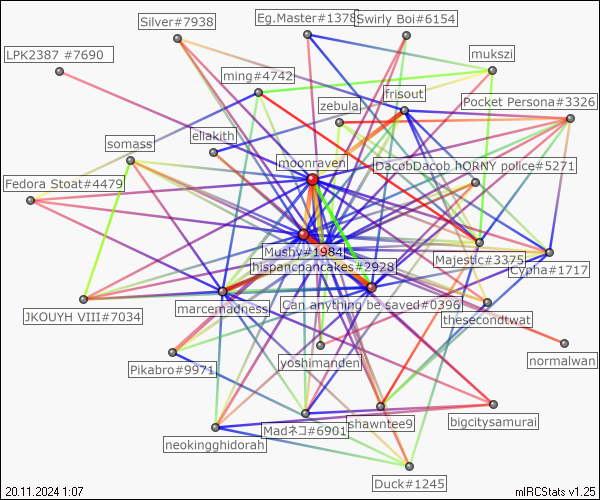 Silver#7938
Eg.Master#1378
Swirly Boi#6154
LPK2387 #7690
mukszi
ming#4742
frisout
zebula
Pocket Persona#3326
eliakith
somass
moonraven
DacobDacob hORNY police#5271
Fedora Stoat#4479
Mushy#1984
Majestic#3375
hispancpancakes#2928
Cypha#1717
JKOUYH VIII#7034
marcemadness
Can anything be saved#0396
thesecondtwat
Pikabro#9971
yoshimanden
normalwan
neokingghidorah
Madネコ#6901
shawntee9
bigcitysamurai
Duck#1245
20.11.2024 1:07
mIRCStats v1.25